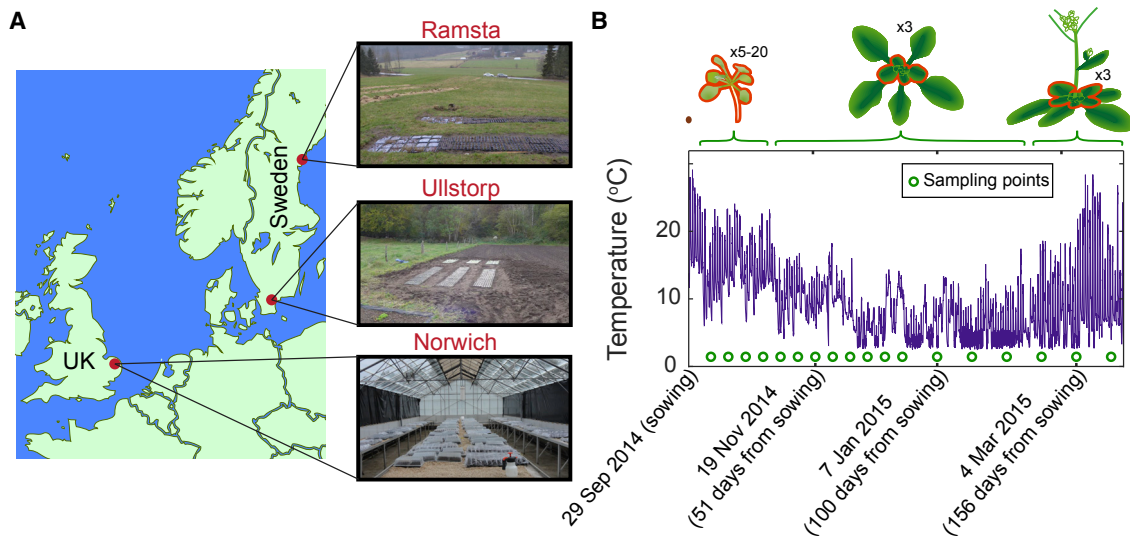 A
Ramsta
Sweden
Ullstorp
UK
Norwich
B
x5-20
x3
x3
Sampling points
Temperature (°C)
20
10
0
29 Sep 2014 (sowing)
19 Nov 2014
(51 days from sowing)
7 Jan 2015
(100 days from sowing)
4 Mar 2015
(156 days from sowing)